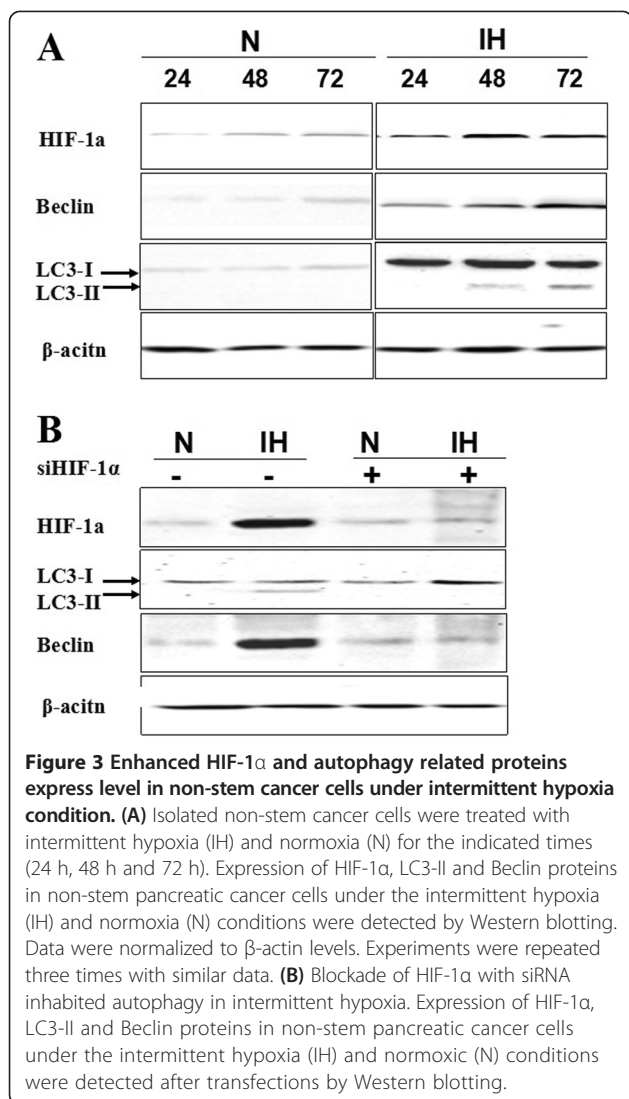 A
N IH
24 48 72 24 48 72
HIF-1a
Beclin
LC3-I
LC3-II
β-acitn
B
N IH N IH
siHIF-1α - - + +
HIF-1a
LC3-I
LC3-II
Beclin
β-acitn
Figure 3 Enhanced HIF-1α and autophagy related proteins
express level in non-stem cancer cells under intermittent hypoxia
condition. (A) Isolated non-stem cancer cells were treated with
intermittent hypoxia (IH) and normoxia (N) for the indicated times
(24 h, 48 h and 72 h). Expression of HIF-1α, LC3-II and Beclin proteins
in non-stem pancreatic cancer cells under the intermittent hypoxia
(IH) and normoxia (N) conditions were detected by Western blotting.
Data were normalized to β-actin levels. Experiments were repeated
three times with similar data. (B) Blockade of HIF-1α with siRNA
inhabited autophagy in intermittent hypoxia. Expression of HIF-1α,
LC3-II and Beclin proteins in non-stem pancreatic cancer cells
under the intermittent hypoxia (IH) and normoxic (N) conditions
were detected after transfections by Western blotting.